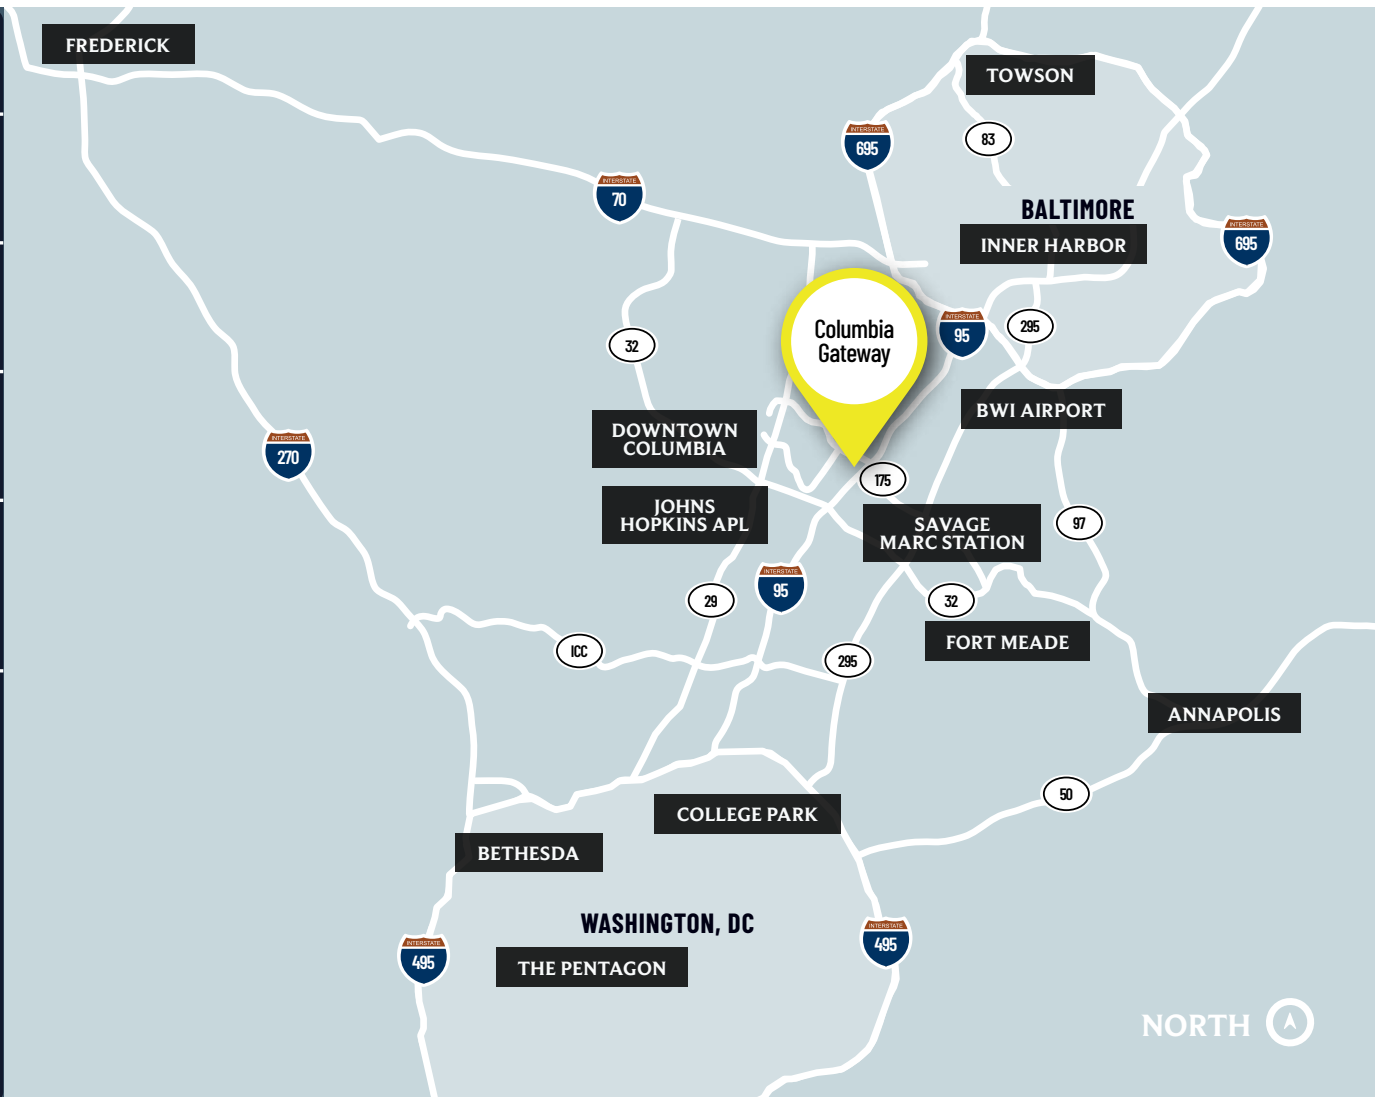 FREDERICK
TOWSON
INTERSTATE
695
83
INTERSTATE
70
BALTIMORE
INNER HARBOR
INTERSTATE
695
Columbia
Gateway
INTERSTATE
95
295
32
BWI AIRPORT
DOWNTOWN
COLUMBIA
INTERSTATE
270
175
JOHNS
HOPKINS APL
SAVAGE
MARC STATION
97
INTERSTATE
95
29
32
FORT MEADE
ICC
295
ANNAPOLIS
50
COLLEGE PARK
BETHESDA
WASHINGTON, DC
INTERSTATE
495
INTERSTATE
495
THE PENTAGON
NORTH